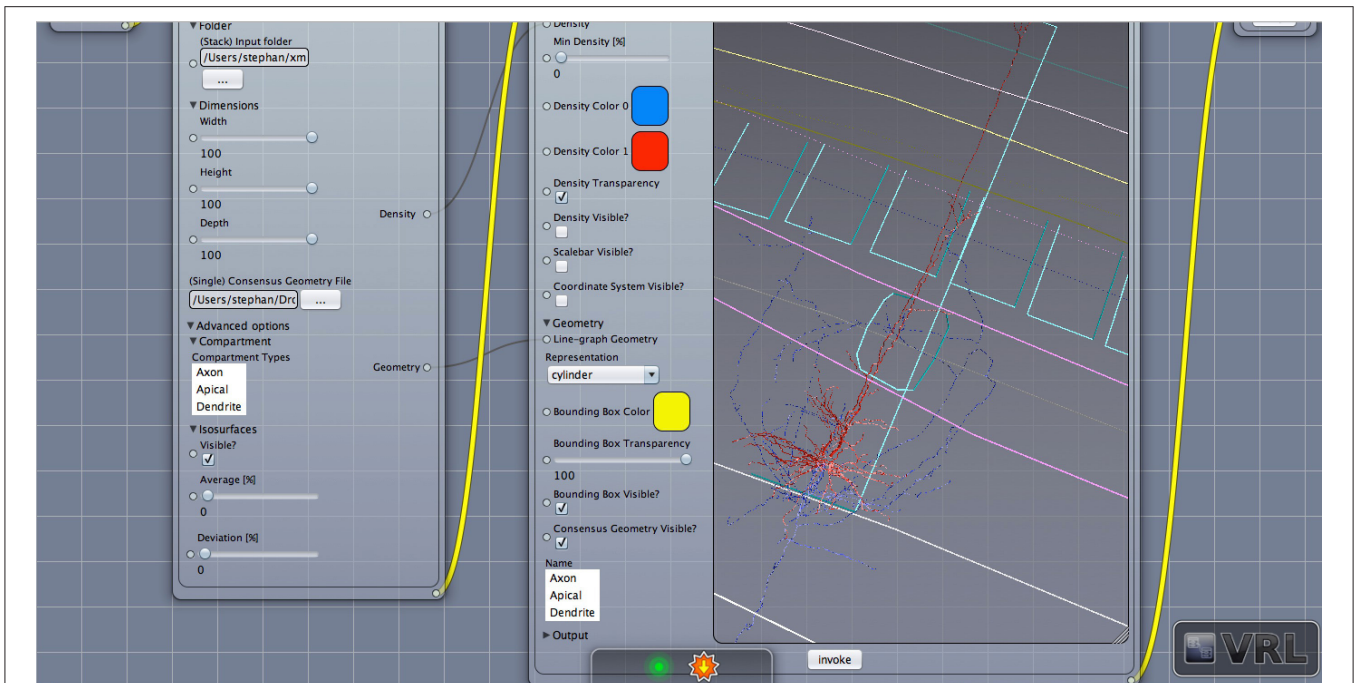 Folder
(Stack) Input folder
/Users/stephan/xm
...
Dimensions
Width
100
Height
100
Density
Depth
100
(Single) Consensus Geometry File
/Users/stephan/Drc
...
Advanced options
Compartment
Compartment Types
Geometry
Axon
Apical
Dendrite
Isosurfaces
Visible?
Average [%]
0
Deviation [%]
0
Density
Min Density [%]
0
Density Color 0
Density Color 1
Density Transparency
Density Visible?
Scalebar Visible?
Coordinate System Visible?
Geometry
Line-graph Geometry
Representation
cylinder
Bounding Box Color
Bounding Box Transparency
100
Bounding Box Visible?
Consensus Geometry Visible?
Name
Axon
Apical
Dendrite
Output
invoke
VRL